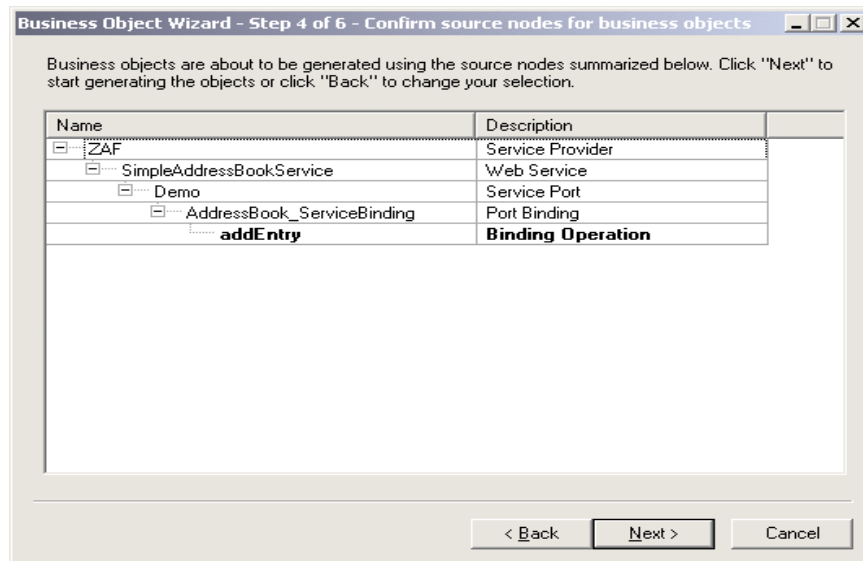 Business Object Wizard - Step 4 of 6 - Confirm source nodes for business objects
Business objects are about to be generated using the source nodes summarized below. Click "Next" to
start generating the objects or click "Back" to change your selection.
Name Description
ZAF Service Provider
SimpleAddressBookService Web Service
Demo Service Port
AddressBook_ServiceBinding Port Binding
addEntry Binding Operation
< Back Next > Cancel